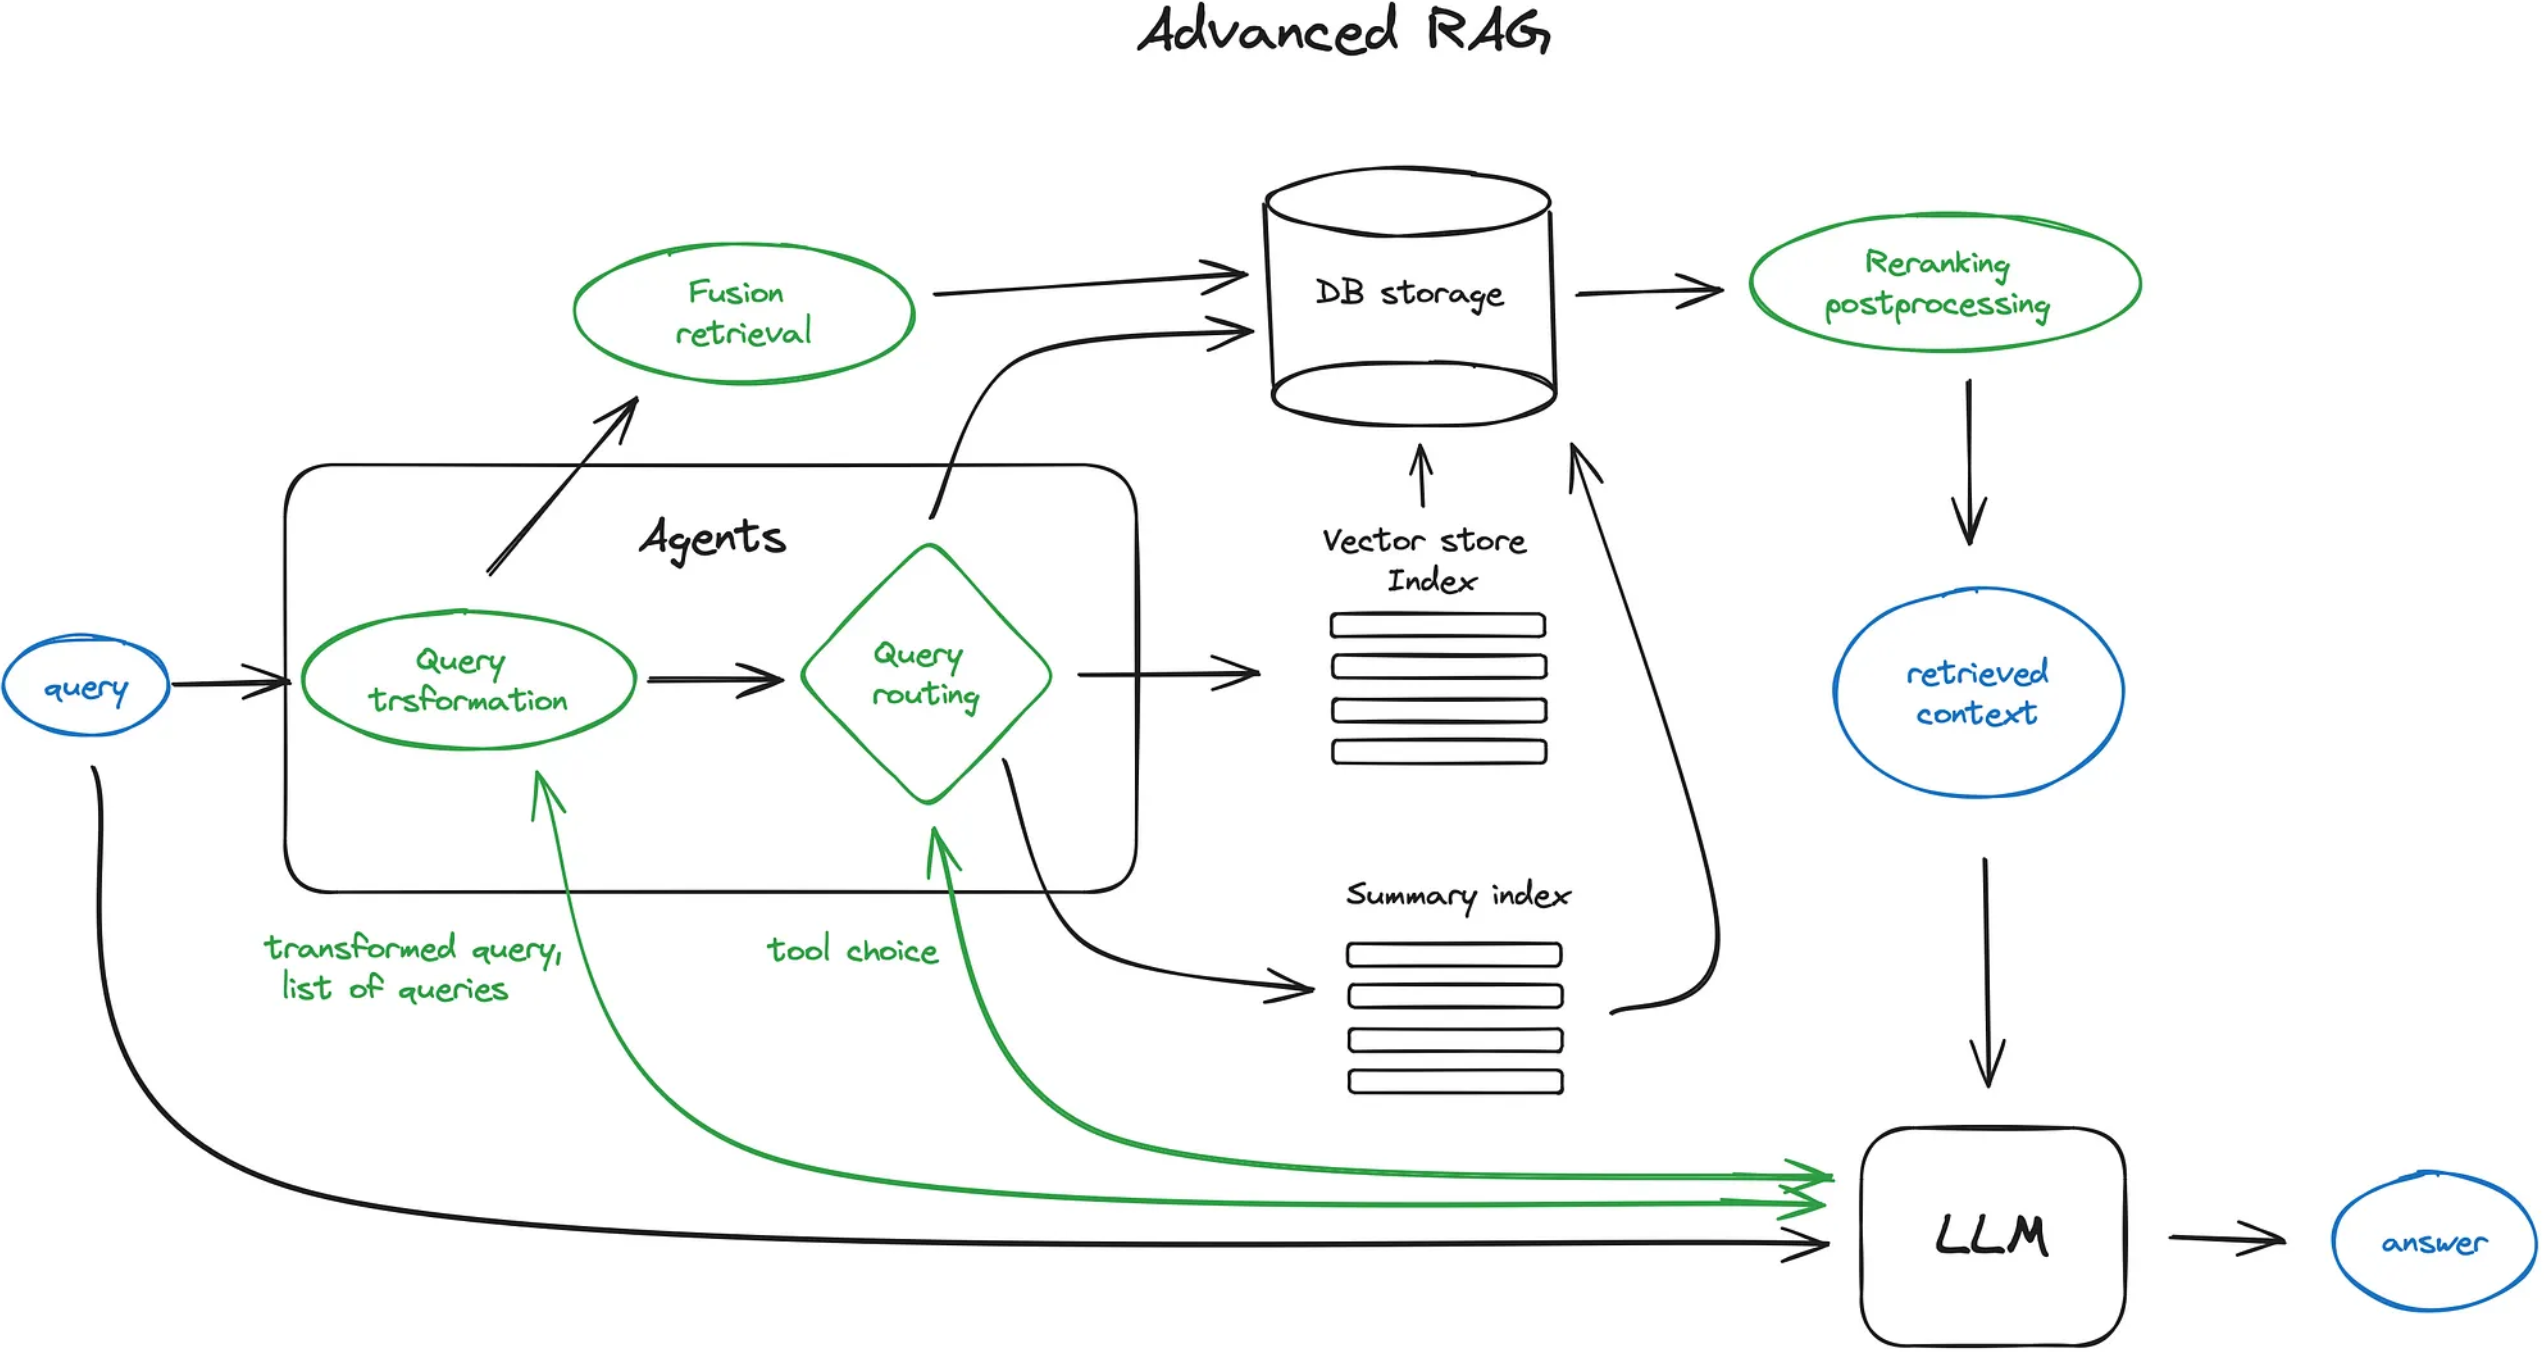 Advanced RAG
Fusion
retrieval
DB storage
Reranking
postprocessing
Agents
Vector store
Index
query
Query
trsformation
Query
routing
retrieved
context
Summary index
transformed query,
list of queries
tool choice
LLM
answer